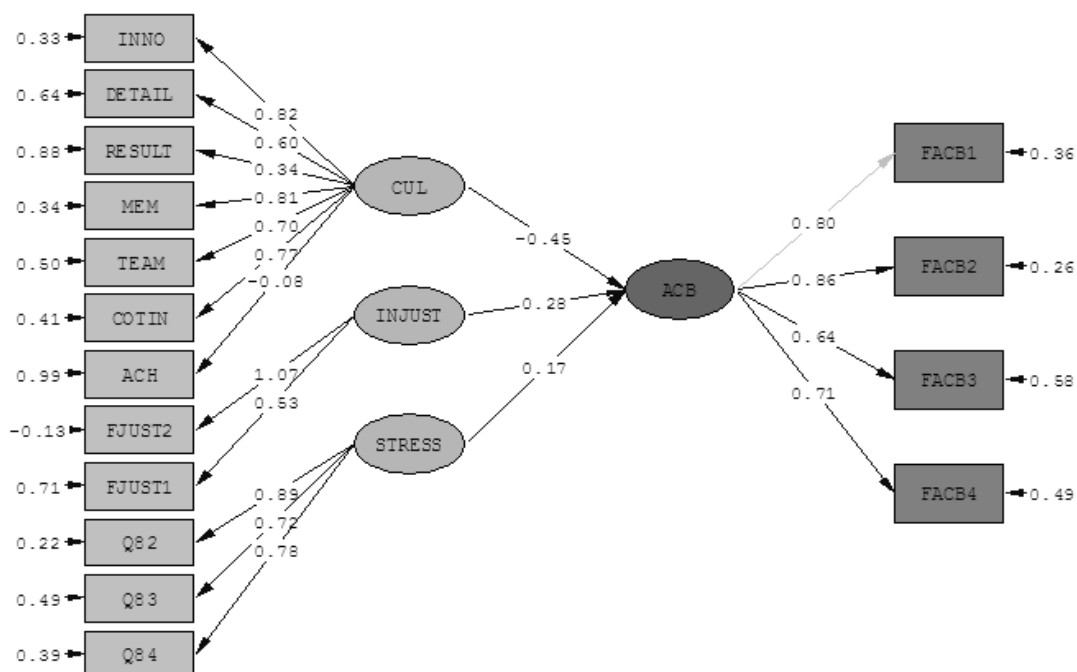 0.33 INNO
0.64 DETAIL
0.88 RESULT
0.34 MEM
0.50 TEAM
0.41 COTIN
0.99 ACH
-0.13 FJUST2
0.71 FJUST1
0.22 Q82
0.49 Q83
0.39 Q84
0.82
0.60
0.34
0.81
0.70
0.77
-0.08
1.07
0.53
0.89
0.72
0.78
CUL
INJUST
STRESS
-0.45
0.28
0.17
ACB
0.80
0.86
0.64
0.71
FACB1 0.36
FACB2 0.26
FACB3 0.58
FACB4 0.49